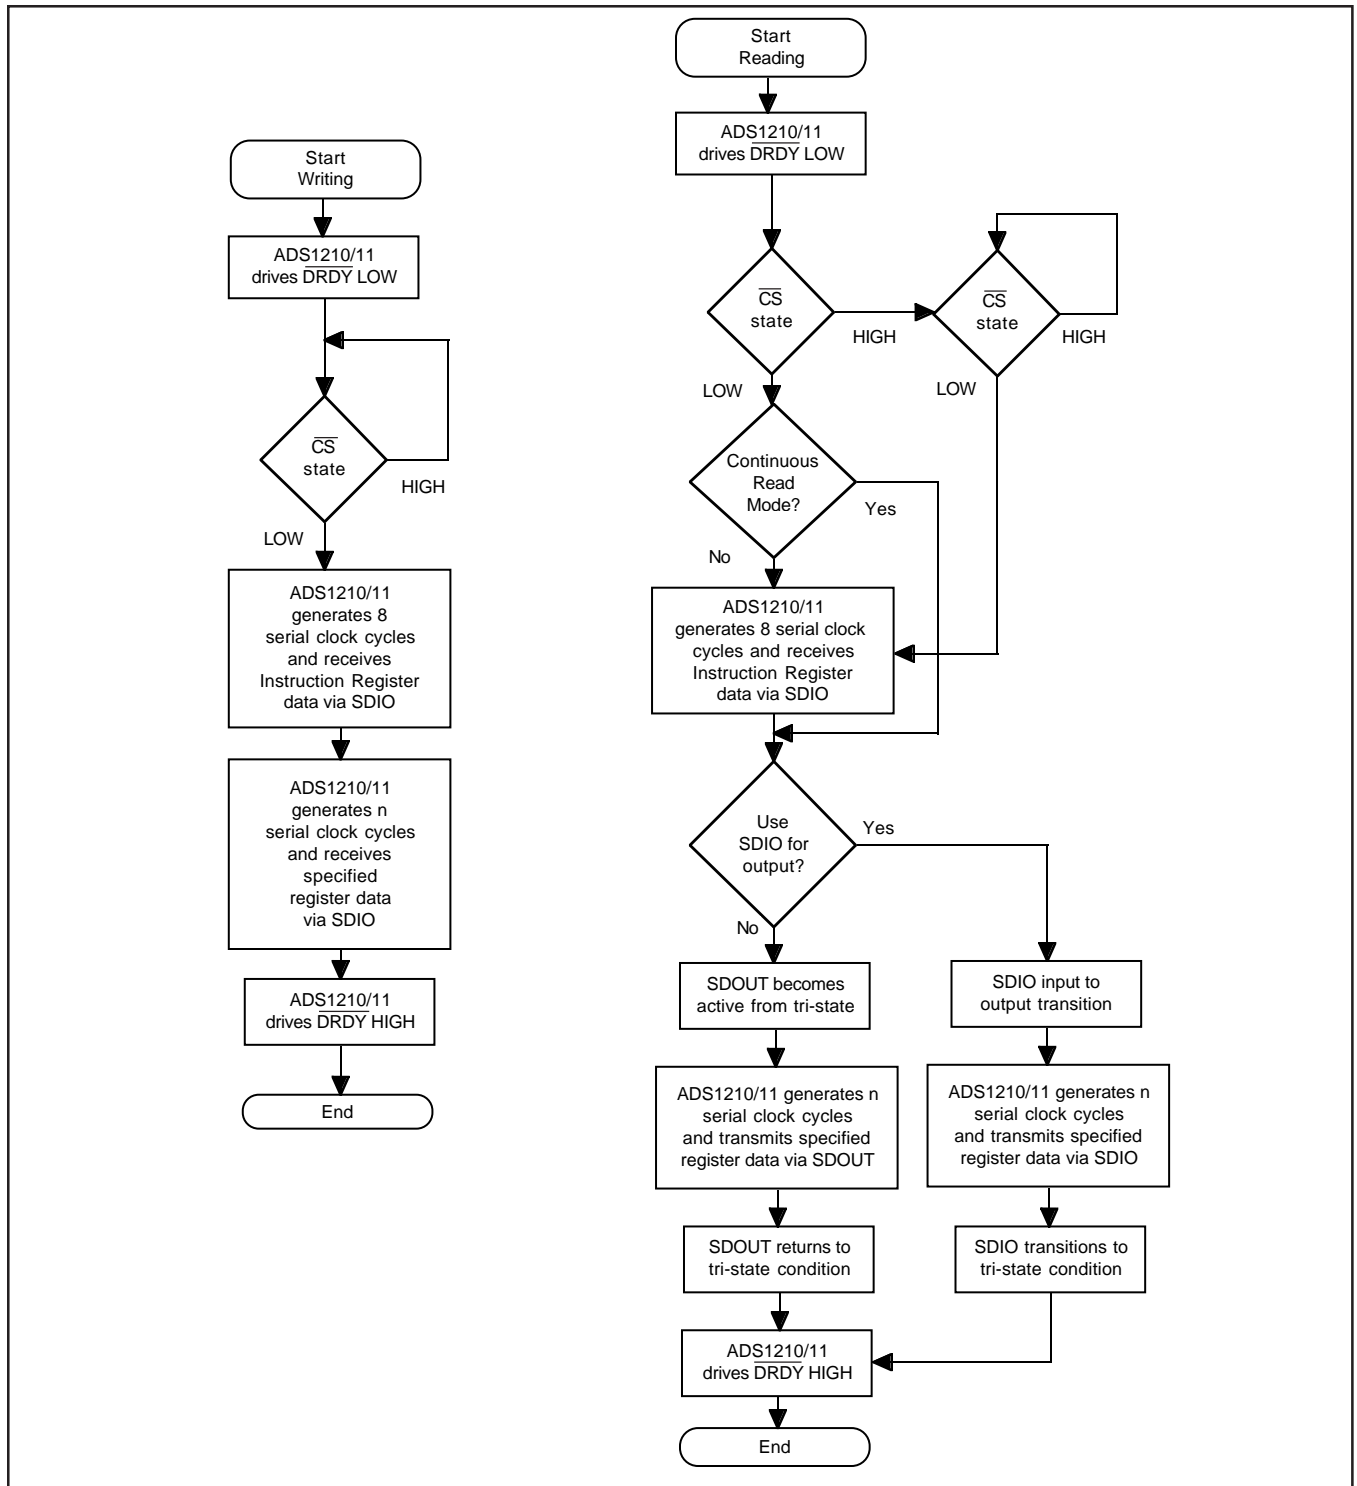 Start
Writing
ADS1210/11
drives DRDY LOW
CS
state
HIGH
LOW
ADS1210/11
generates 8
serial clock cycles
and receives
Instruction Register
data via SDIO
ADS1210/11
generates n
serial clock cycles
and receives
specified
register data
via SDIO
ADS1210/11
drives DRDY HIGH
End
Start
Reading
ADS1210/11
drives DRDY LOW
CS
state
HIGH
CS
state
HIGH
LOW
LOW
Continuous
Read
Mode?
Yes
No
ADS1210/11
generates 8 serial clock
cycles and receives
Instruction Register
data via SDIO
Use
SDIO for
output?
Yes
No
SDOUT becomes
active from tri-state
ADS1210/11 generates n
serial clock cycles
and transmits specified
register data via SDOUT
SDOUT returns to
tri-state condition
SDIO input to
output transition
ADS1210/11 generates n
serial clock cycles
and transmits specified
register data via SDIO
SDIO transitions to
tri-state condition
ADS1210/11
drives DRDY HIGH
End